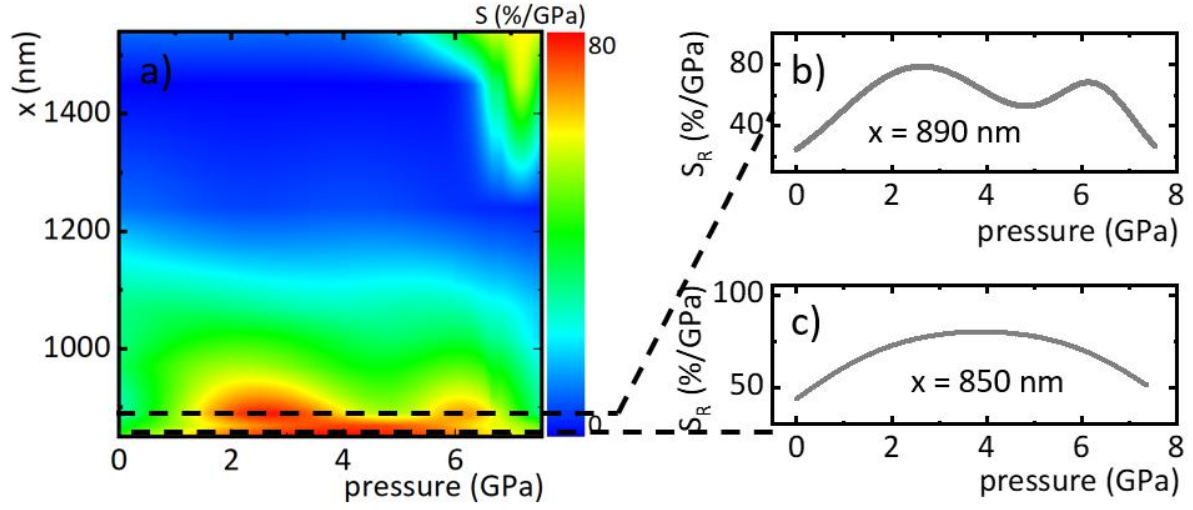 S (%/GPa)
80
0
a)
x (nm)
1400
1200
1000
0 2 4 6
pressure (GPa)
b)
S_R (%/GPa)
80
40
x = 890 nm
0 2 4 6 8
pressure (GPa)
c)
S_R (%/GPa)
100
50
x = 850 nm
0 2 4 6 8
pressure (GPa)